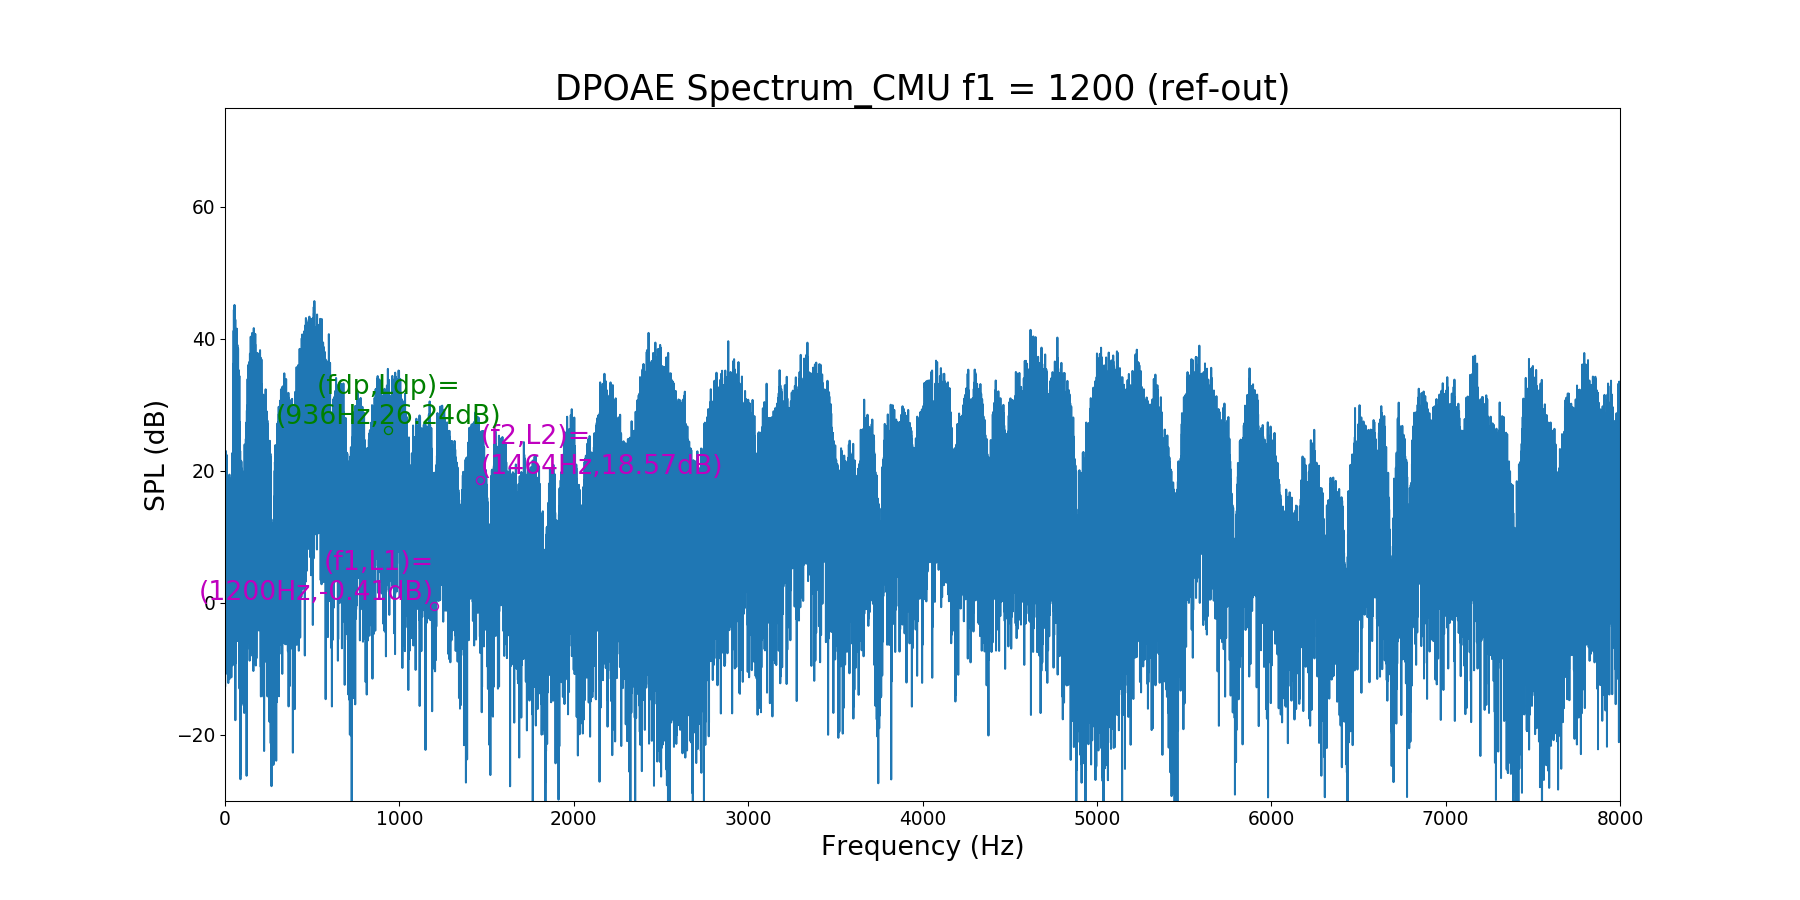 DPOAE Spectrum_CMU f1 = 1200 (ref-out)
60
40
20
0
−20
(fdp,Ldp)=
(936Hz,26.24dB)
(f2,L2)=
(1464Hz,18.57dB)
(f1,L1)=
(1200Hz,-0.41dB)
SPL (dB)
0
1000
2000
3000
4000
5000
6000
7000
8000
Frequency (Hz)